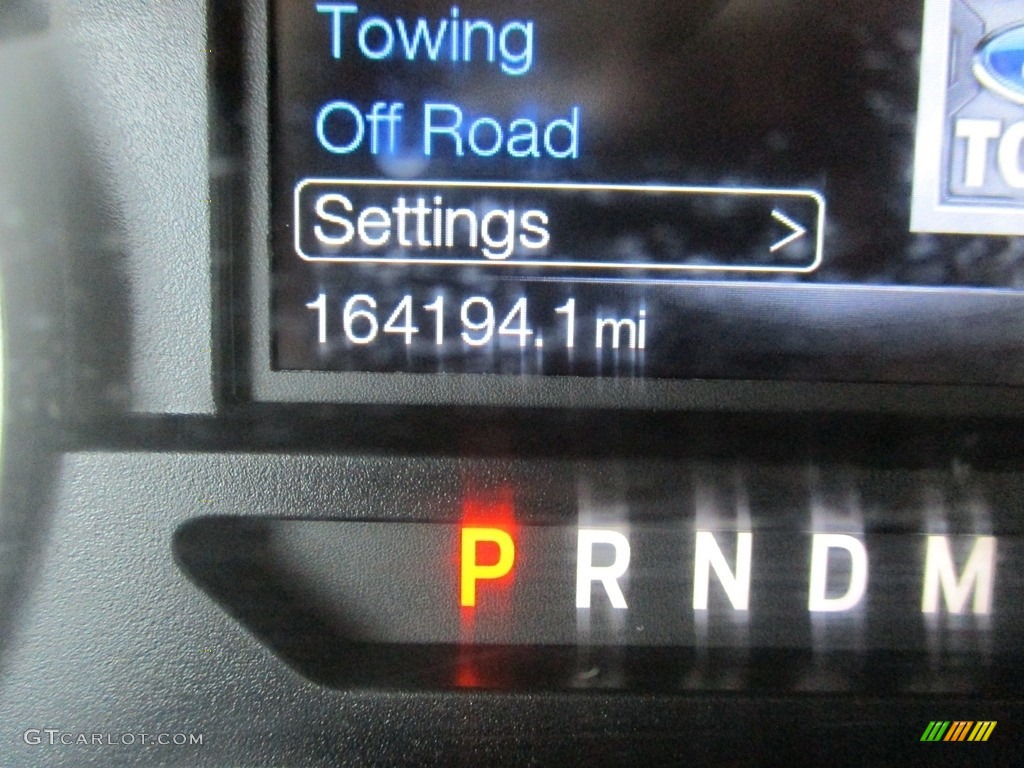 Towing
Off Road
Settings >
164194.1 mi
P R N D M
GTCARLOT.COM